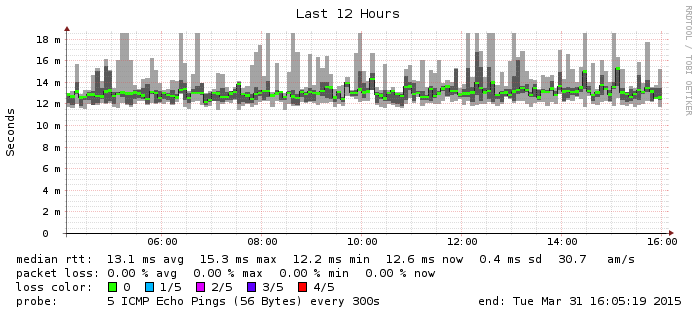 Last 12 Hours
RRDTOOL / TOBI OETIKER
Seconds
18 m
16 m
14 m
12 m
10 m
8 m
6 m
4 m
2 m
0
06:00 08:00 10:00 12:00 14:00 16:00
median rtt: 13.1 ms avg 15.3 ms max 12.2 ms min 12.6 ms now 0.4 ms sd 30.7 am/s
packet loss: 0.00 % avg 0.00 % max 0.00 % min 0.00 % now
loss color: 0 1/5 2/5 3/5 4/5
probe: 5 ICMP Echo Pings (56 Bytes) every 300s end: Tue Mar 31 16:05:19 2015